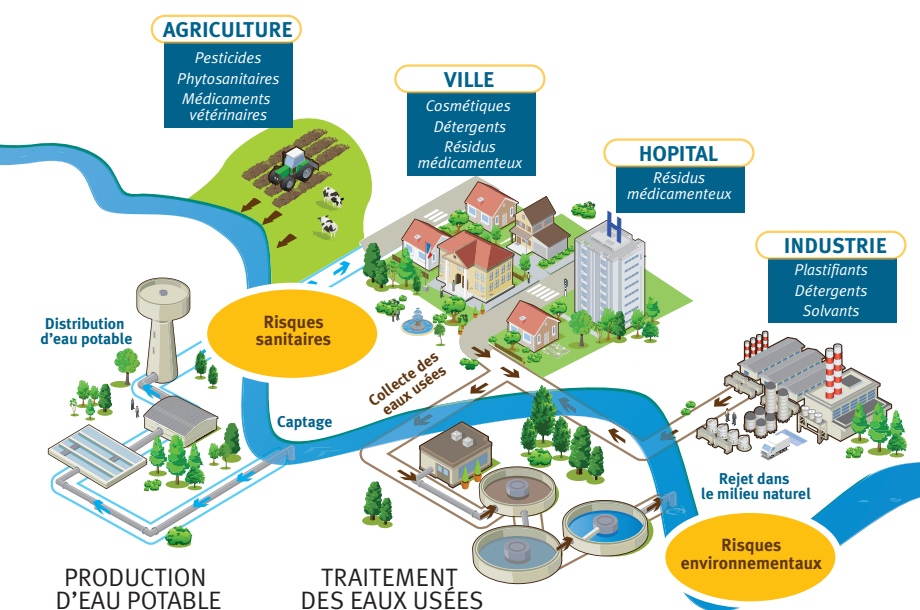 AGRICULTURE
Pesticides
Phytosanitaires
Médicaments
vétérinaires
VILLE
Cosmétiques
Détergents
Résidus
médicamenteux
HOPITAL
Résidus
médicamenteux
H
INDUSTRIE
Plastifiants
Détergents
Solvants
Distribution
d'eau potable
Risques
sanitaires
Collecte des
eaux usées
Captage
Rejet dans
le milieu naturel
Risques
environnementaux
PRODUCTION
D'EAU POTABLE
TRAITEMENT
DES EAUX USÉES